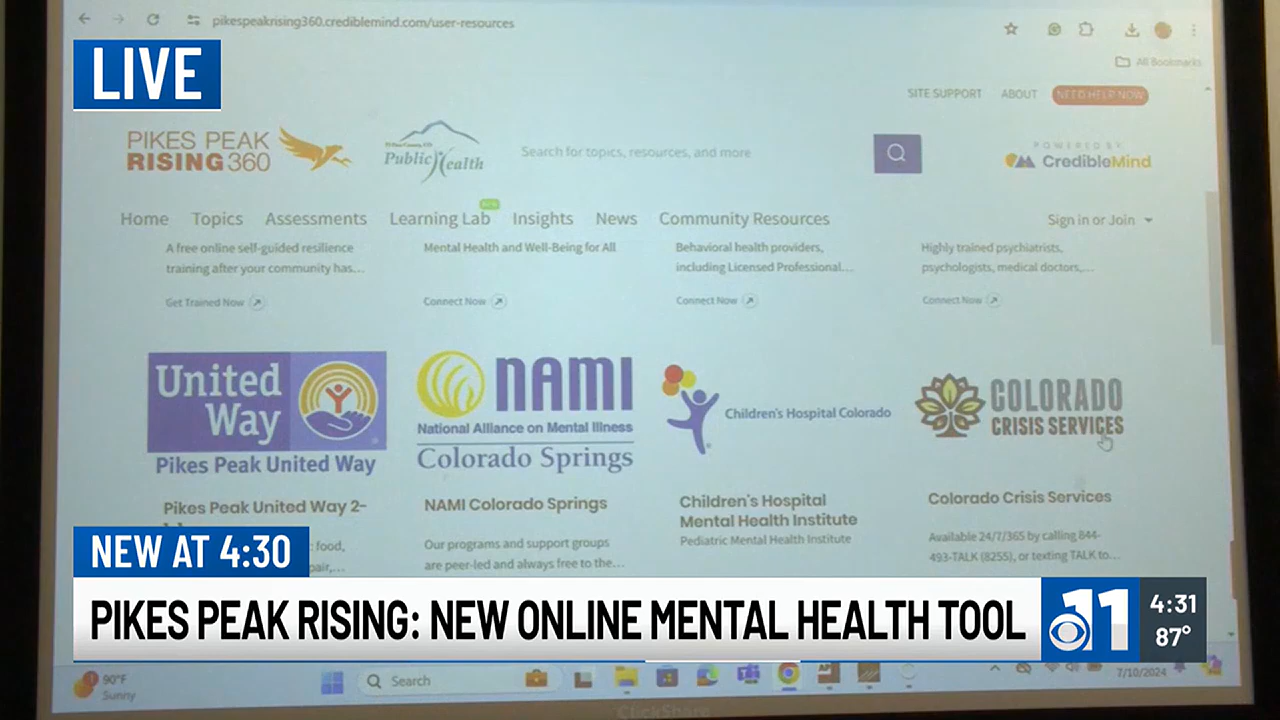 pikespeakrising360.crediblemind.com/user-resources
LIVE
All Bookmarks
SITE SUPPORT ABOUT NEED HELP NOW
PIKES PEAK
RISING360
Public Health
Search for topics, resources, and more
POWERED BY
CredibleMind
Home Topics Assessments Learning Lab Insights News Community Resources Sign in or Join
A free online self-guided resilience
training after your community has...
Get Trained Now
Mental Health and Well-Being for All
Connect Now
Behavioral health providers,
including Licensed Professional...
Connect Now
Highly trained psychiatrists,
psychologists, medical doctors,...
Connect Now
United
Way
Pikes Peak United Way
NAMI
National Alliance on Mental Illness
Colorado Springs
Children's Hospital Colorado
COLORADO
CRISIS SERVICES
Pikes Peak United Way 2-
food,
NAMI Colorado Springs
Our programs and support groups
are peer-led and always free to the...
Children's Hospital
Mental Health Institute
Pediatric Mental Health Institute
Colorado Crisis Services
Available 24/7/365 by calling 844-
493-TALK (8255), or texting TALK to...
NEW AT 4:30
PIKES PEAK RISING: NEW ONLINE MENTAL HEALTH TOOL
11
4:31
87°
90°F
Sunny
Search
7/10/2024
ClickShare